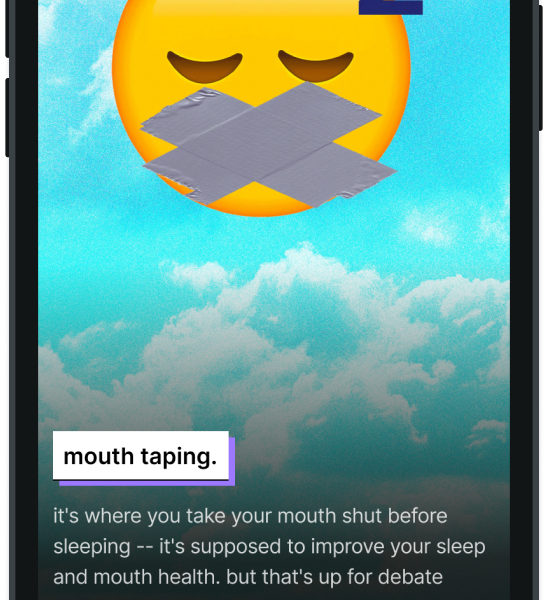 mouth taping.
it's where you take your mouth shut before
sleeping -- it's supposed to improve your sleep
and mouth health. but that's up for debate